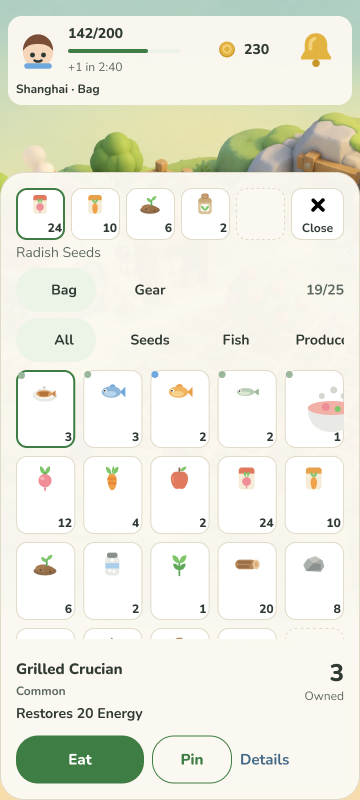 142/200
230
+1 in 2:40
Shanghai · Bag
24
10
6
2
Close
Radish Seeds
Bag
Gear
19/25
All
Seeds
Fish
Produce
3
3
2
2
1
12
4
2
24
10
6
2
1
20
8
Grilled Crucian
3
Common
Owned
Restores 20 Energy
Eat
Pin
Details